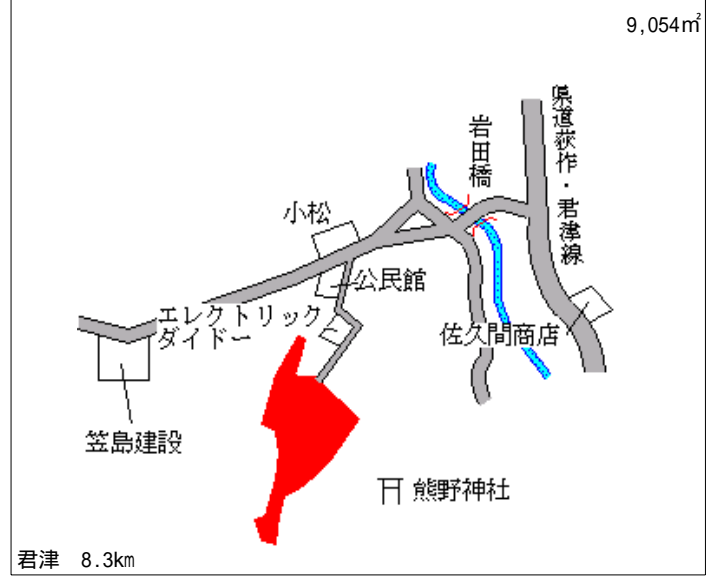 9,054㎡
県道荻作・君津線
岩田橋
小松
公民館
エレクトリック
ダイドー
佐久間商店
笠島建設
熊野神社
君津 8.3km